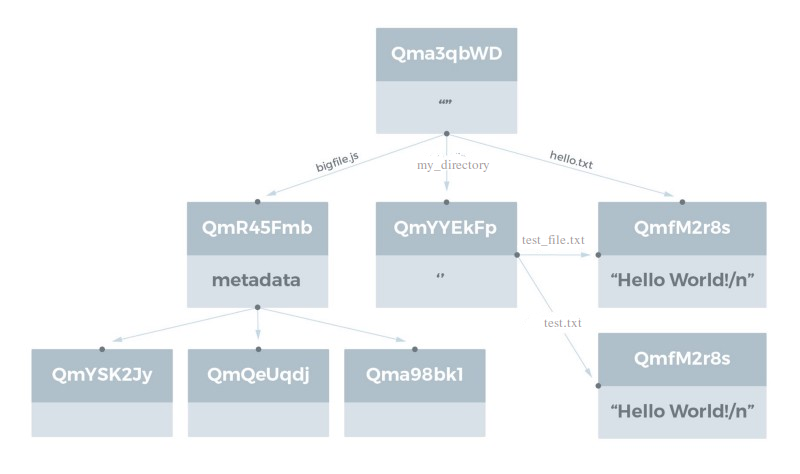 Qma3qbWD
“”
bigfile.js
my_directory
hello.txt
QmR45Fmb
QmYYEkFp
QmfM2r8s
test_file.txt
metadata
‘’
“Hello World!/n”
test.txt
QmYSK2Jy
QmQeUqdj
Qma98bk1
QmfM2r8s
“Hello World!/n”